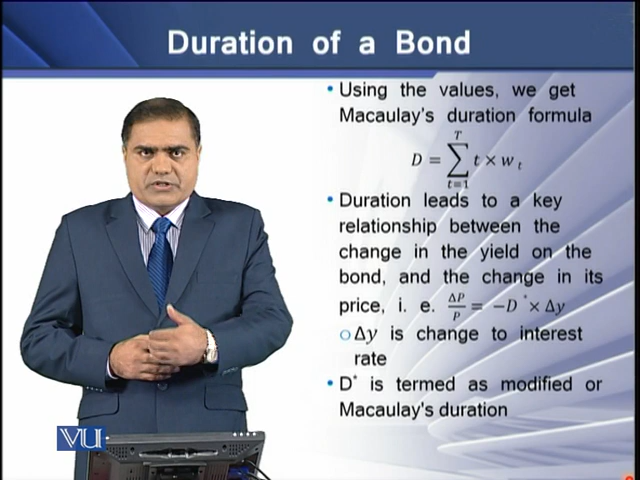 Duration of a Bond
• Using the values, we get
Macaulay's duration formula
D = ∑_{t=1}^{T} t × w_t
• Duration leads to a key
relationship between the
change in the yield on the
bond, and the change in its
price, i. e. ΔP/P = −D* × Δy
○ Δy is change to interest
rate
• D* is termed as modified or
Macaulay's duration
VU